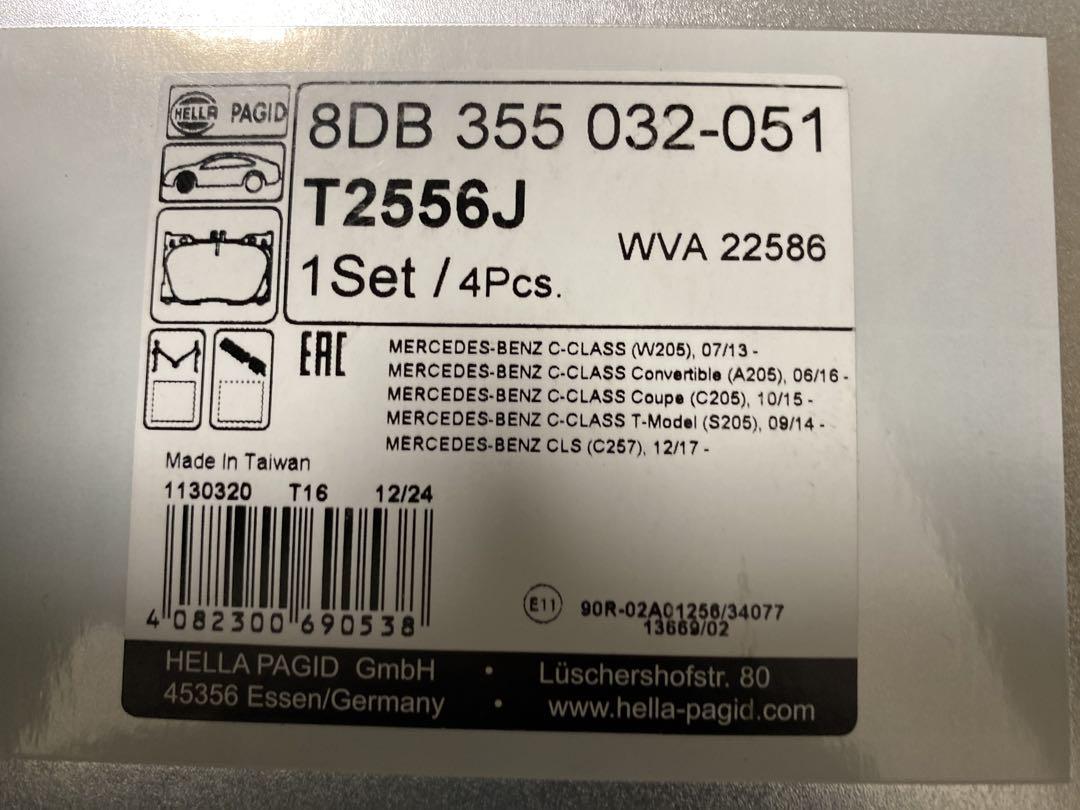 HELLA PAGID
8DB 355 032-051
T2556J
WVA 22586
1Set / 4Pcs.
EAC
MERCEDES-BENZ C-CLASS (W205), 07/13 -
MERCEDES-BENZ C-CLASS Convertible (A205), 06/16 -
MERCEDES-BENZ C-CLASS Coupe (C205), 10/15 -
MERCEDES-BENZ C-CLASS T-Model (S205), 09/14 -
MERCEDES-BENZ CLS (C257), 12/17 -
Made In Taiwan
1130320 T16 12/24
4 082300 690538
E11 90R-02A01256/34077
13669/02
HELLA PAGID GmbH • Lüschershofstr. 80
45356 Essen/Germany • www.hella-pagid.com